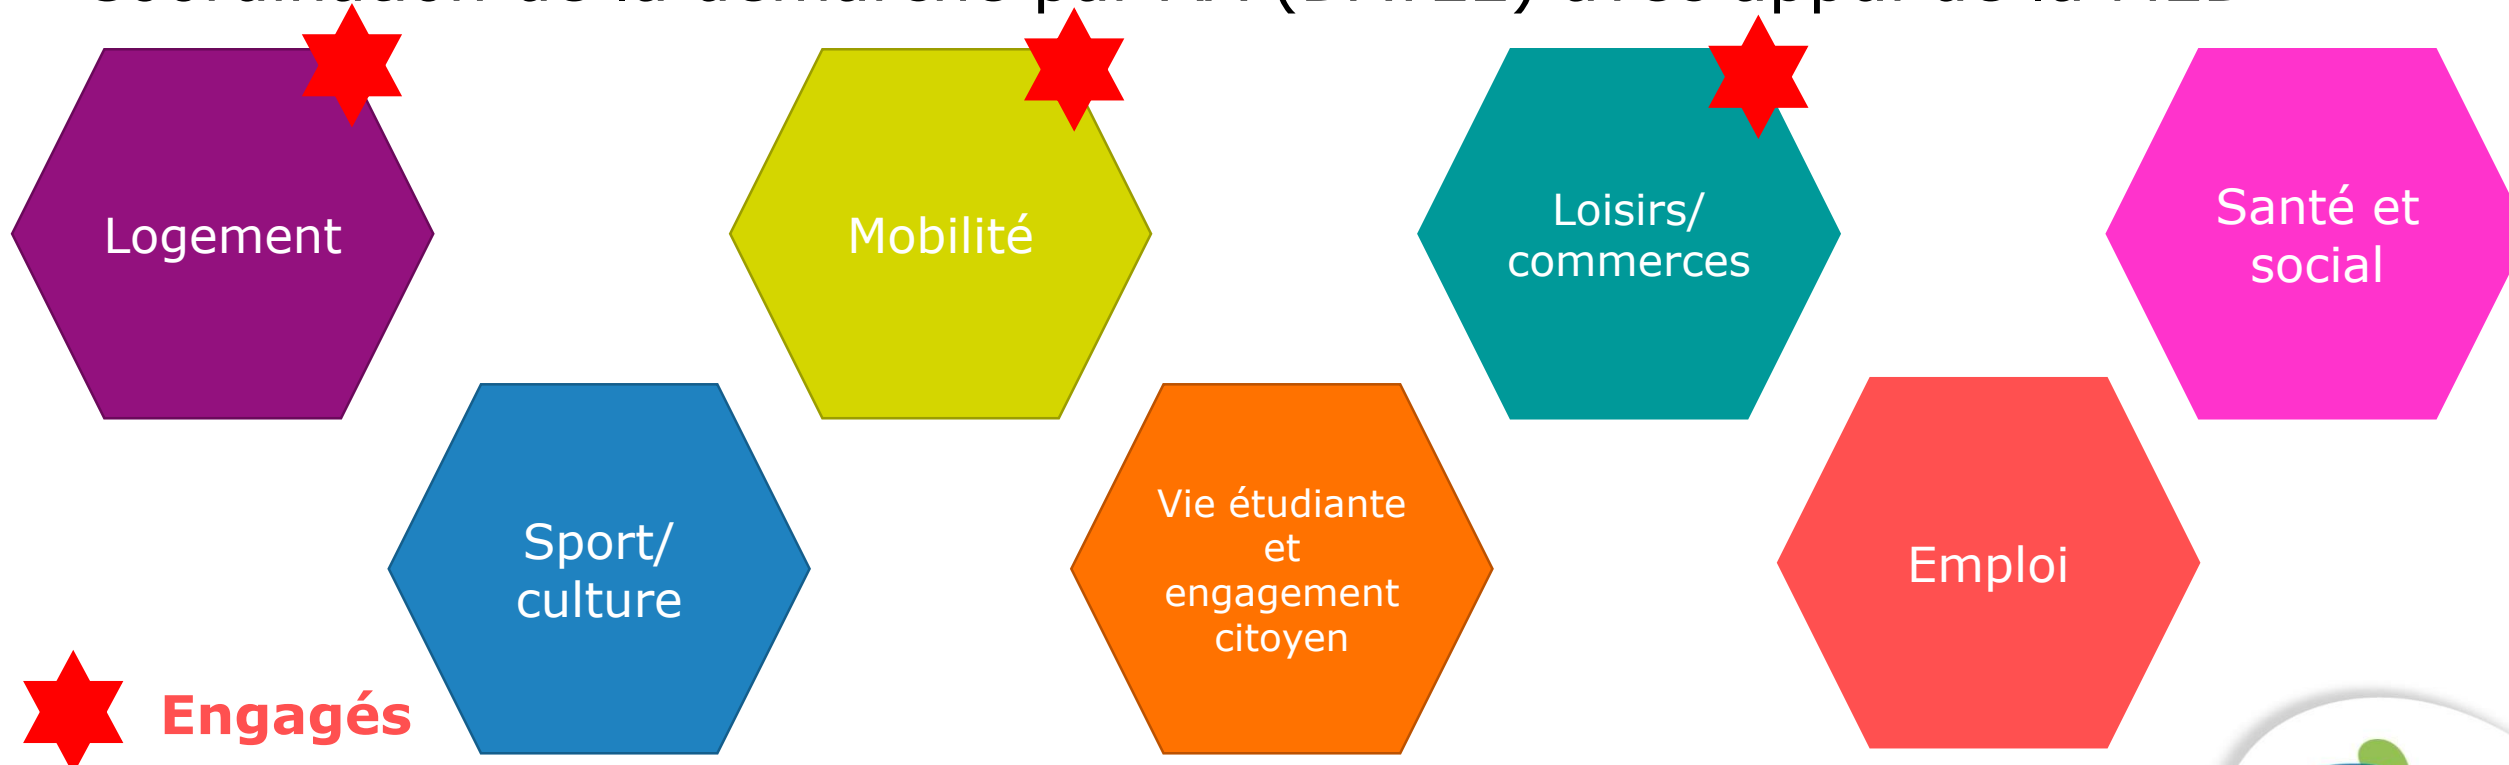 Logement
Mobilité
Loisirs/
commerces
Santé et
social
Sport/
culture
Vie étudiante
et
engagement
citoyen
Emploi
Engagés